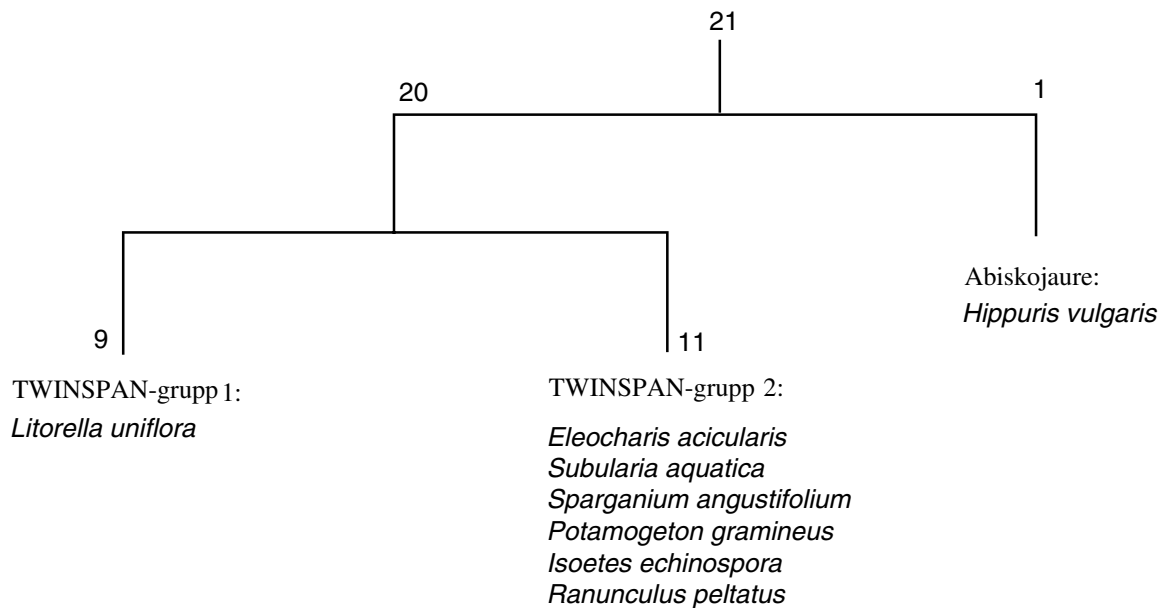 21
20
1
Abiskojaure:
Hippuris vulgaris
9
11
TWINSPAN-grupp 1:
Litorella uniflora
TWINSPAN-grupp 2:
Eleocharis acicularis
Subularia aquatica
Sparganium angustifolium
Potamogeton gramineus
Isoetes echinospora
Ranunculus peltatus